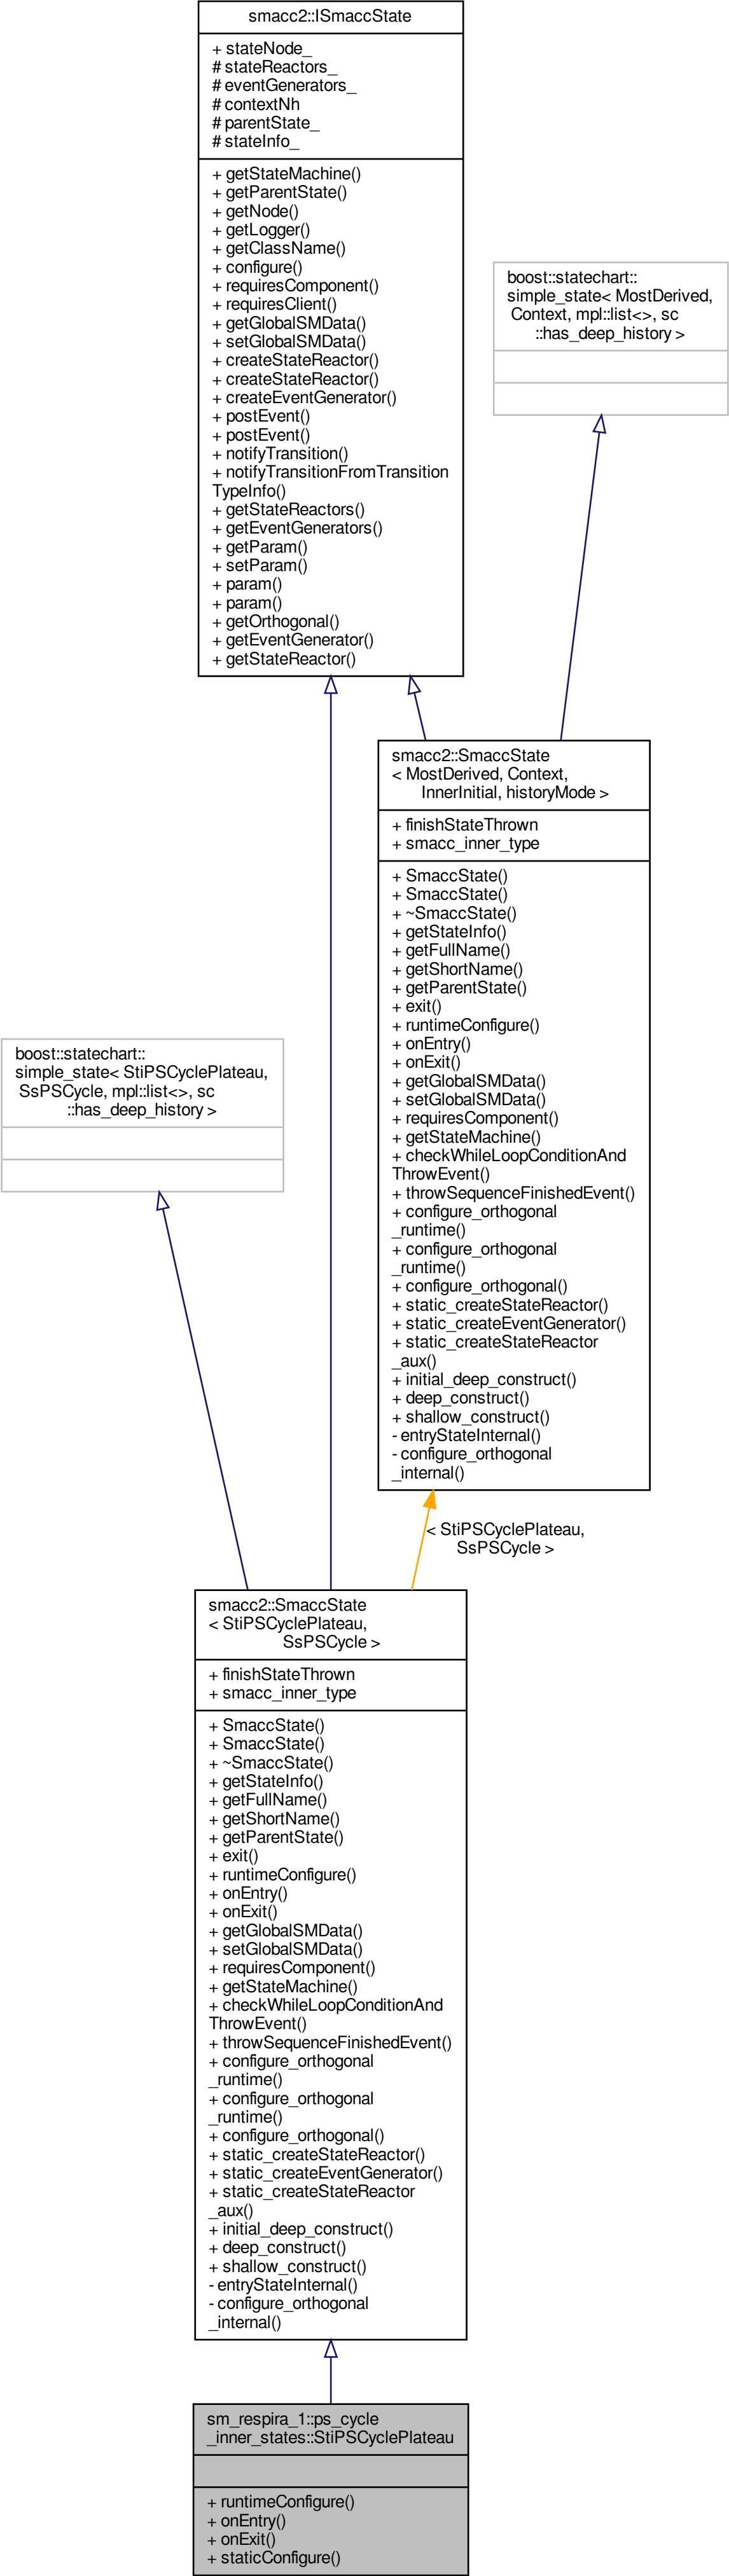 smacc2::ISmaccState
+ stateNode_
# stateReactors_
# eventGenerators_
# contextNh
# parentState_
# stateInfo_
+ getStateMachine()
+ getParentState()
+ getNode()
+ getLogger()
+ getClassName()
+ configure()
+ requiresComponent()
+ requiresClient()
+ getGlobalSMData()
+ setGlobalSMData()
+ createStateReactor()
+ createStateReactor()
+ createEventGenerator()
+ postEvent()
+ postEvent()
+ notifyTransition()
+ notifyTransitionFromTransition
TypeInfo()
+ getStateReactors()
+ getEventGenerators()
+ getParam()
+ setParam()
+ param()
+ param()
+ getOrthogonal()
+ getEventGenerator()
+ getStateReactor()
boost::statechart::
simple_state< MostDerived,
Context, mpl::list<>, sc
::has_deep_history >
smacc2::SmaccState
< MostDerived, Context,
InnerInitial, historyMode >
+ finishStateThrown
+ smacc_inner_type
+ SmaccState()
+ SmaccState()
+ ~SmaccState()
+ getStateInfo()
+ getFullName()
+ getShortName()
+ getParentState()
+ exit()
+ runtimeConfigure()
+ onEntry()
+ onExit()
+ getGlobalSMData()
+ setGlobalSMData()
+ requiresComponent()
+ getStateMachine()
+ checkWhileLoopConditionAnd
ThrowEvent()
+ throwSequenceFinishedEvent()
+ configure_orthogonal
_runtime()
+ configure_orthogonal
_runtime()
+ configure_orthogonal()
+ static_createStateReactor()
+ static_createEventGenerator()
+ static_createStateReactor
_aux()
+ initial_deep_construct()
+ deep_construct()
+ shallow_construct()
- entryStateInternal()
- configure_orthogonal
_internal()
boost::statechart::
simple_state< StiPSCyclePlateau,
SsPSCycle, mpl::list<>, sc
::has_deep_history >
< StiPSCyclePlateau,
SsPSCycle >
smacc2::SmaccState
< StiPSCyclePlateau,
SsPSCycle >
+ finishStateThrown
+ smacc_inner_type
+ SmaccState()
+ SmaccState()
+ ~SmaccState()
+ getStateInfo()
+ getFullName()
+ getShortName()
+ getParentState()
+ exit()
+ runtimeConfigure()
+ onEntry()
+ onExit()
+ getGlobalSMData()
+ setGlobalSMData()
+ requiresComponent()
+ getStateMachine()
+ checkWhileLoopConditionAnd
ThrowEvent()
+ throwSequenceFinishedEvent()
+ configure_orthogonal
_runtime()
+ configure_orthogonal
_runtime()
+ configure_orthogonal()
+ static_createStateReactor()
+ static_createEventGenerator()
+ static_createStateReactor
_aux()
+ initial_deep_construct()
+ deep_construct()
+ shallow_construct()
- entryStateInternal()
- configure_orthogonal
_internal()
sm_respira_1::ps_cycle
_inner_states::StiPSCyclePlateau
+ runtimeConfigure()
+ onEntry()
+ onExit()
+ staticConfigure()